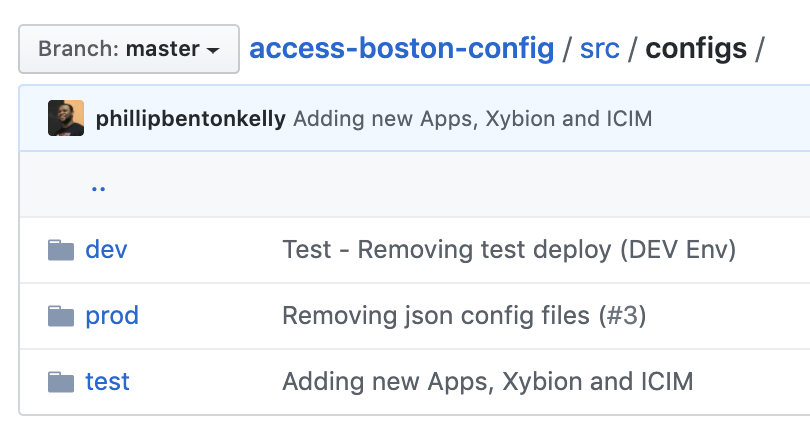 Branch: master access-boston-config / src / configs /
phillipbentonkelly Adding new Apps, Xybion and ICIM
..
dev Test - Removing test deploy (DEV Env)
prod Removing json config files (#3)
test Adding new Apps, Xybion and ICIM